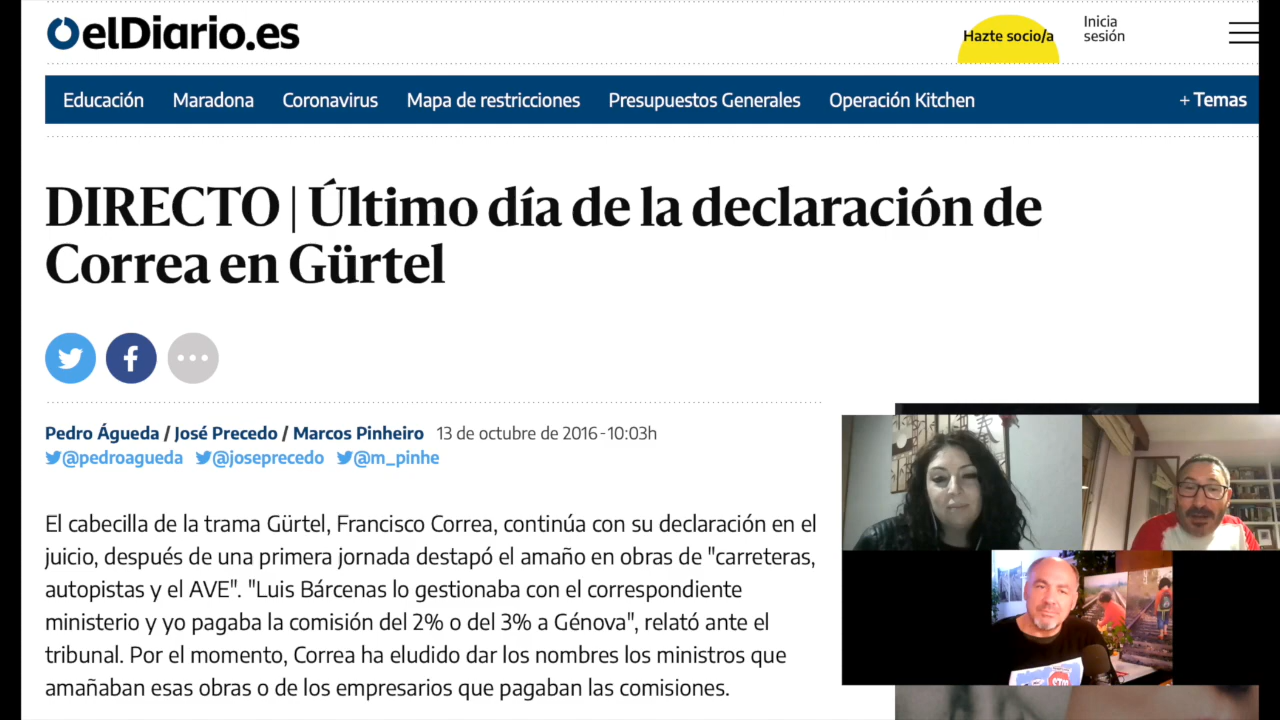 elDiario.es
Hazte socio/a
Inicia
sesión
Educación Maradona Coronavirus Mapa de restricciones Presupuestos Generales Operación Kitchen + Temas
DIRECTO | Último día de la declaración de
Correa en Gürtel
Pedro Águeda / José Precedo / Marcos Pinheiro 13 de octubre de 2016 - 10:03h
@pedroagueda @joseprecedo @m_pinhe
El cabecilla de la trama Gürtel, Francisco Correa, continúa con su declaración en el
juicio, después de una primera jornada destapó el amaño en obras de "carreteras,
autopistas y el AVE". "Luis Bárcenas lo gestionaba con el correspondiente
ministerio y yo pagaba la comisión del 2% o del 3% a Génova", relató ante el
tribunal. Por el momento, Correa ha eludido dar los nombres los ministros que
amañaban esas obras o de los empresarios que pagaban las comisiones.